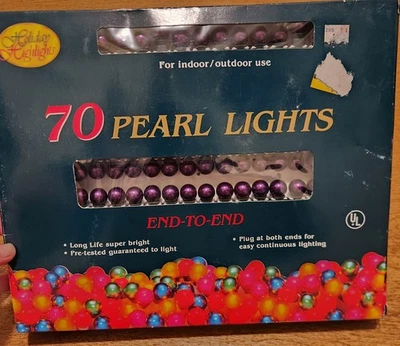 Holiday
Highlights
For indoor/outdoor use
70 PEARL LIGHTS
END-TO-END
• Long Life super bright
• Pre-tested guaranteed to light
• Plug at both ends for
easy continuous lighting
UL